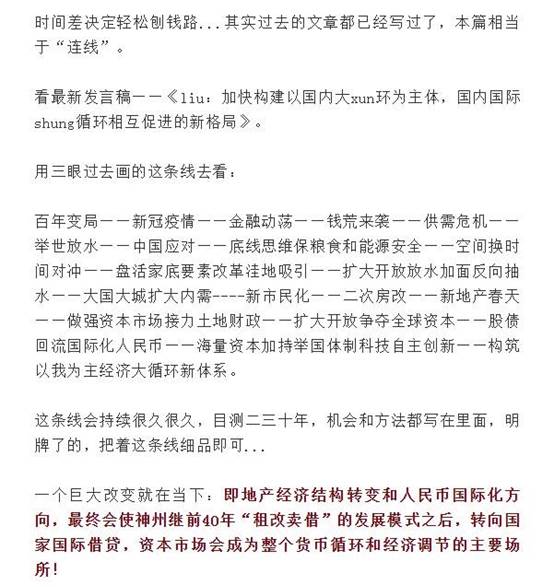 时间差决定轻松刨钱路...其实过去的文章都已经写过了，本篇相当
于“连线”。
看最新发言稿——《liu：加快构建以国内大xun环为主体，国内国际
shung循环相互促进的新格局》。
用三眼过去画的这条线去看：
百年变局——新冠疫情——金融动荡——钱荒来袭——供需危机——
举世放水——中国应对——底线思维保粮食和能源安全——空间换时
间对冲——盘活家底要素改革洼地吸引——扩大开放放水加面反向抽
水——大国大城扩大内需----新市民化——二次房改——新地产春天
——做强资本市场接力土地财政——扩大开放争夺全球资本——股债
回流国际化人民币——海量资本加持举国体制科技自主创新——构筑
以我为主经济大循环新体系。
这条线会持续很久很久，目测二三十年，机会和方法都写在里面，明
牌了的，把着这条线细品即可...
一个巨大改变就在当下：即地产经济结构转变和人民币国际化方
向，最终会使神州继前40年“租改卖借”的发展模式之后，转向国
家国际借贷，资本市场会成为整个货币循环和经济调节的主要场
所！